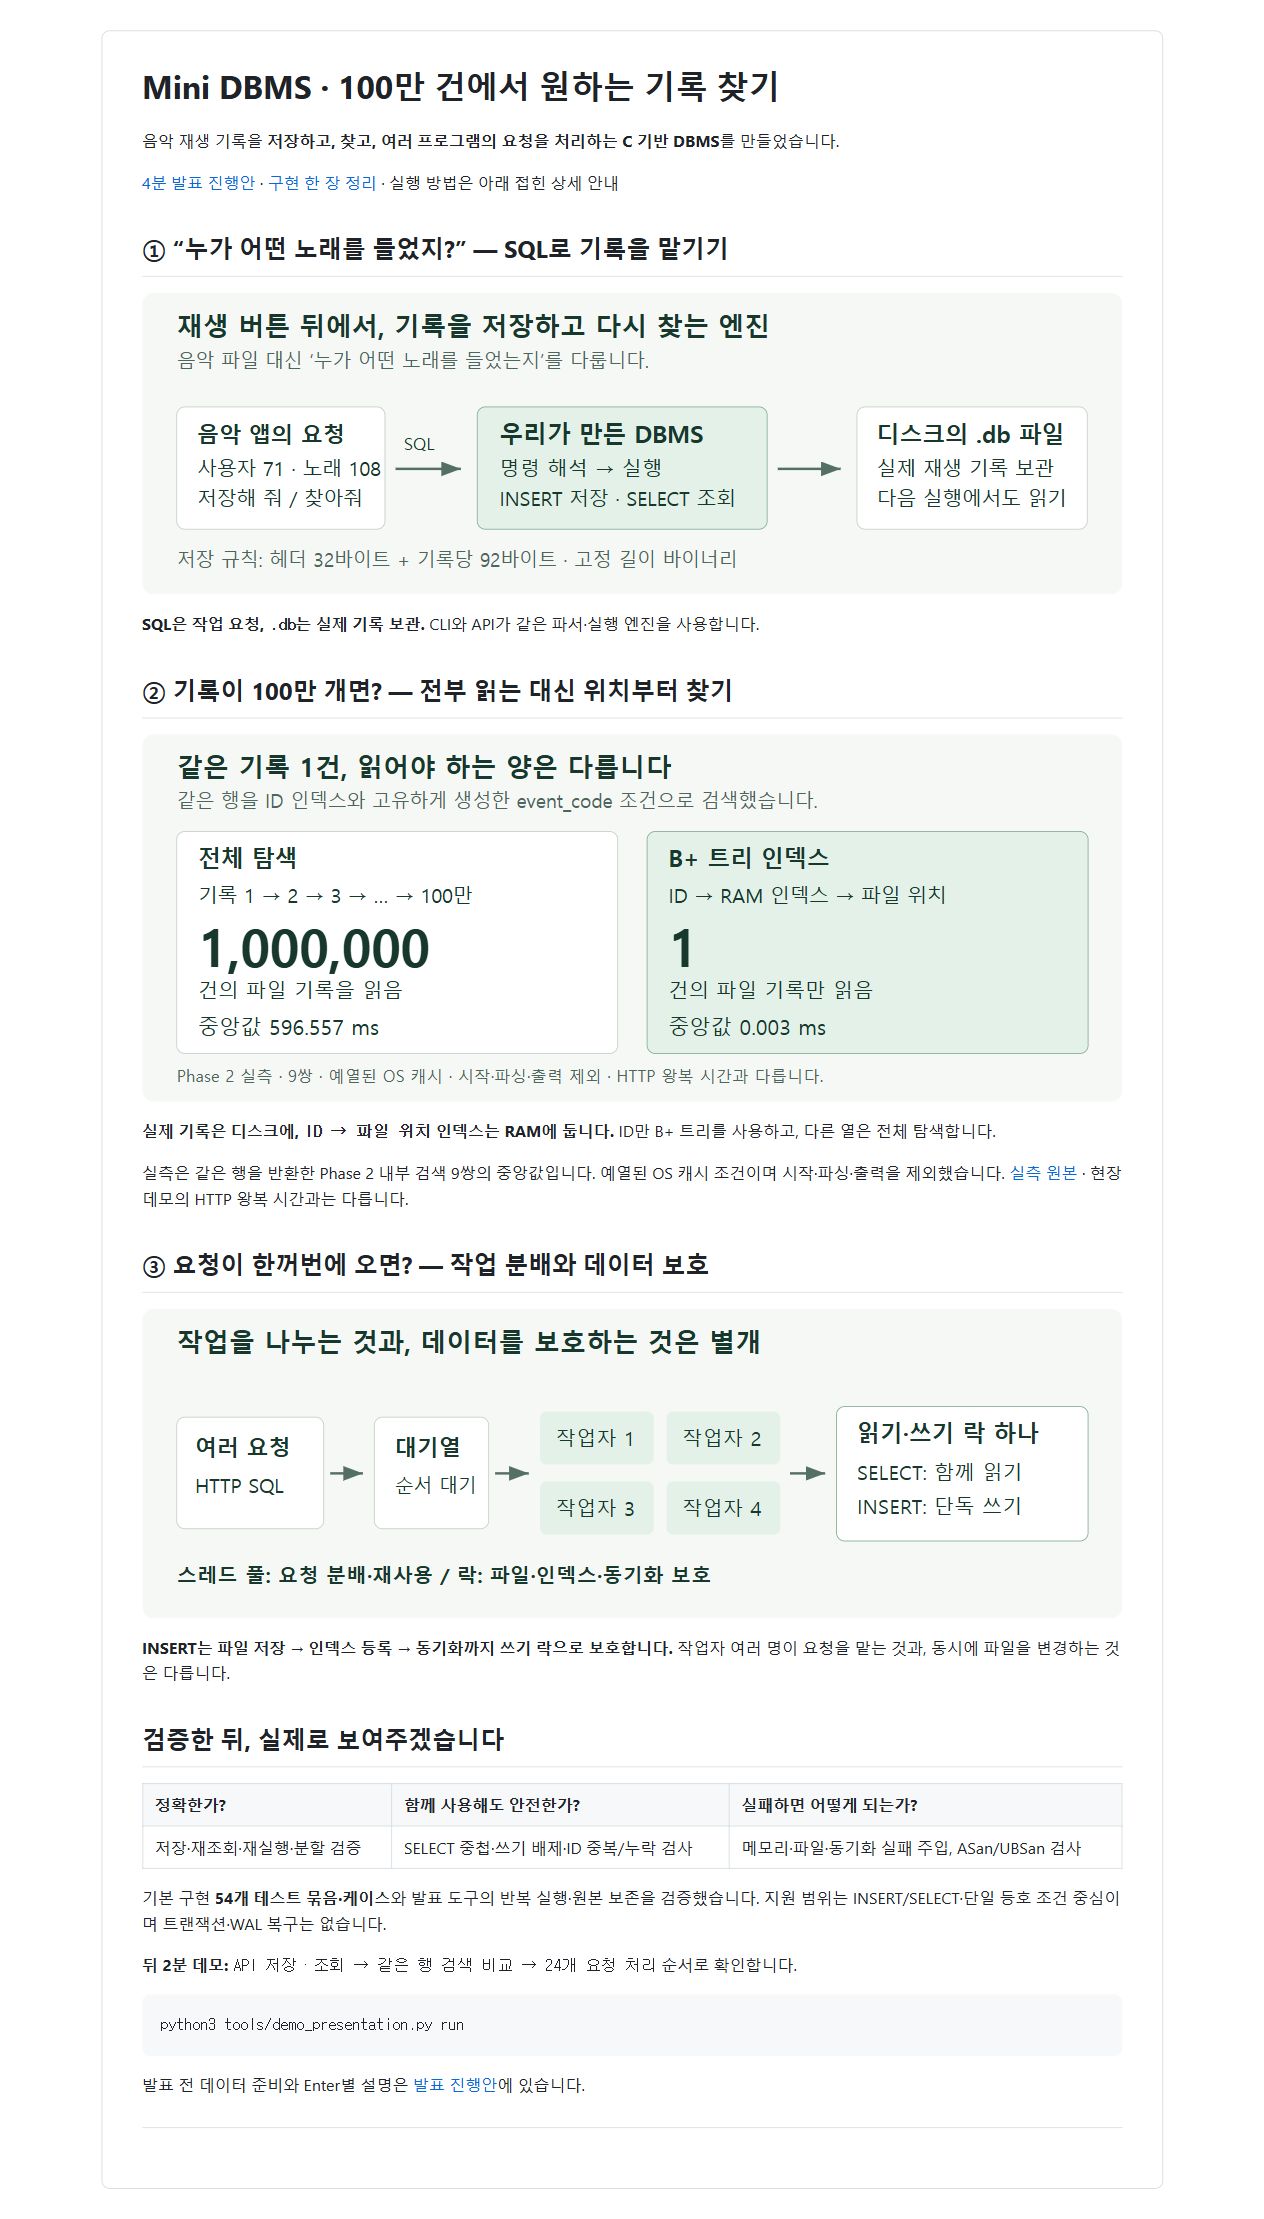 Mini DBMS · 100만 건에서 원하는 기록 찾기
음악 재생 기록을 저장하고, 찾고, 여러 프로그램의 요청을 처리하는 C 기반 DBMS를 만들었습니다.
4분 발표 진행안 · 구현 한 장 정리 · 실행 방법은 아래 접힌 상세 안내
① “누가 어떤 노래를 들었지?” — SQL로 기록을 맡기기
재생 버튼 뒤에서, 기록을 저장하고 다시 찾는 엔진
음악 파일 대신 ‘누가 어떤 노래를 들었는지’를 다룹니다.
음악 앱의 요청
사용자 71 · 노래 108
저장해 줘 / 찾아줘
SQL
우리가 만든 DBMS
명령 해석 → 실행
INSERT 저장 · SELECT 조회
디스크의 .db 파일
실제 재생 기록 보관
다음 실행에서도 읽기
저장 규칙: 헤더 32바이트 + 기록당 92바이트 · 고정 길이 바이너리
SQL은 작업 요청, .db는 실제 기록 보관. CLI와 API가 같은 파서·실행 엔진을 사용합니다.
② 기록이 100만 개면? — 전부 읽는 대신 위치부터 찾기
같은 기록 1건, 읽어야 하는 양은 다릅니다
같은 행을 ID 인덱스와 고유하게 생성한 event_code 조건으로 검색했습니다.
전체 탐색
기록 1 → 2 → 3 → ... → 100만
1,000,000
건의 파일 기록을 읽음
중앙값 596.557 ms
B+ 트리 인덱스
ID → RAM 인덱스 → 파일 위치
1
건의 파일 기록만 읽음
중앙값 0.003 ms
Phase 2 실측 · 9쌍 · 예열된 OS 캐시 · 시작·파싱·출력 제외 · HTTP 왕복 시간과 다릅니다.
실제 기록은 디스크에, ID → 파일 위치 인덱스는 RAM에 둡니다. ID만 B+ 트리를 사용하고, 다른 열은 전체 탐색합니다.
실측은 같은 행을 반환한 Phase 2 내부 검색 9쌍의 중앙값입니다. 예열된 OS 캐시 조건이며 시작·파싱·출력을 제외했습니다. 실측 원본 · 현장
데모의 HTTP 왕복 시간과는 다릅니다.
③ 요청이 한꺼번에 오면? — 작업 분배와 데이터 보호
작업을 나누는 것과, 데이터를 보호하는 것은 별개
여러 요청
HTTP SQL
대기열
순서 대기
작업자 1
작업자 2
작업자 3
작업자 4
읽기·쓰기 락 하나
SELECT: 함께 읽기
INSERT: 단독 쓰기
스레드 풀: 요청 분배·재사용 / 락: 파일·인덱스·동기화 보호
INSERT는 파일 저장 → 인덱스 등록 → 동기화까지 쓰기 락으로 보호합니다. 작업자 여러 명이 요청을 맡는 것과, 동시에 파일을 변경하는 것
은 다릅니다.
검증한 뒤, 실제로 보여주겠습니다
정확한가?
함께 사용해도 안전한가?
실패하면 어떻게 되는가?
저장·재조회·재실행·분할 검증
SELECT 중첩·쓰기 배제·ID 중복/누락 검사
메모리·파일·동기화 실패 주입, ASan/UBSan 검사
기본 구현 54개 테스트 묶음·케이스와 발표 도구의 반복 실행·원본 보존을 검증했습니다. 지원 범위는 INSERT/SELECT·단일 등호 조건 중심이
며 트랜잭션·WAL 복구는 없습니다.
뒤 2분 데모: API 저장·조회 → 같은 행 검색 비교 → 24개 요청 처리 순서로 확인합니다.
python3 tools/demo_presentation.py run
발표 전 데이터 준비와 Enter별 설명은 발표 진행안에 있습니다.